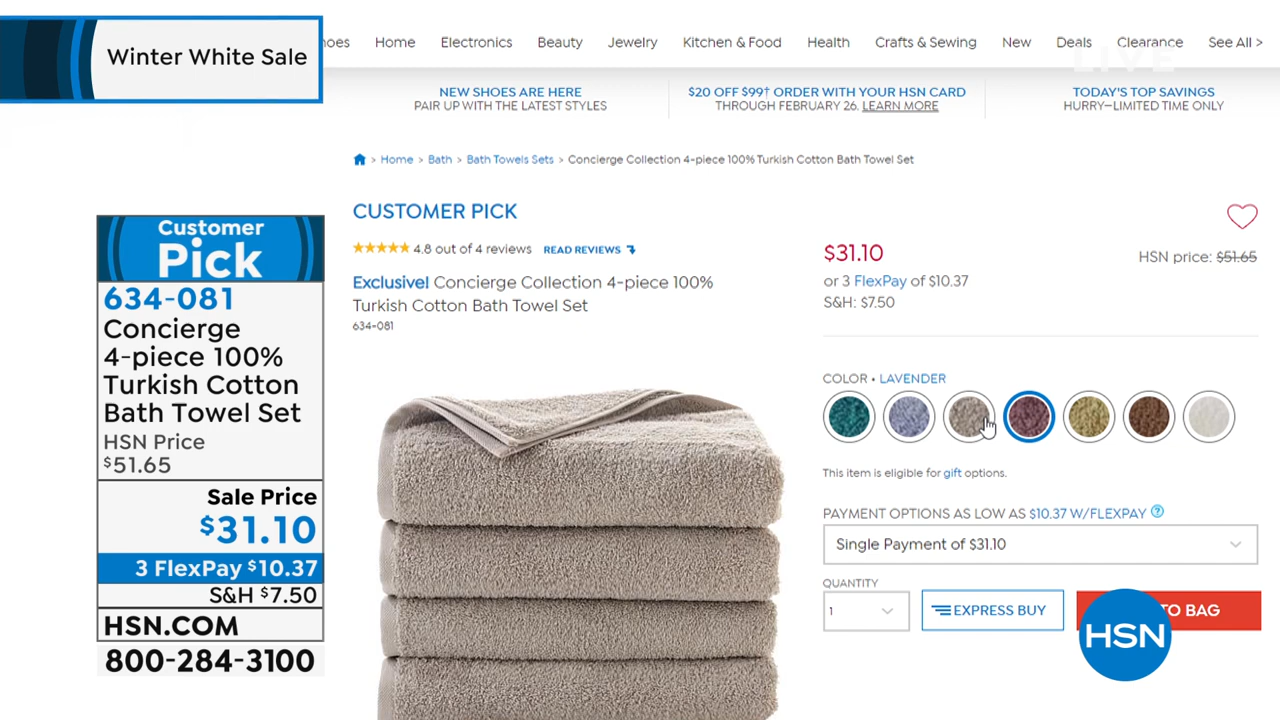 Winter White Sale
Home Electronics Beauty Jewelry Kitchen & Food Health Crafts & Sewing New Deals Clearance See All >
LIVE
NEW SHOES ARE HERE
PAIR UP WITH THE LATEST STYLES
$20 OFF $99† ORDER WITH YOUR HSN CARD
THROUGH FEBRUARY 26. LEARN MORE
TODAY'S TOP SAVINGS
HURRY—LIMITED TIME ONLY
> Home > Bath > Bath Towels Sets > Concierge Collection 4-piece 100% Turkish Cotton Bath Towel Set
Customer
Pick
634-081
Concierge
4-piece 100%
Turkish Cotton
Bath Towel Set
HSN Price
$51.65
Sale Price
$31.10
3 FlexPay $10.37
S&H $7.50
HSN.COM
800-284-3100
CUSTOMER PICK
4.8 out of 4 reviews READ REVIEWS
Exclusive! Concierge Collection 4-piece 100%
Turkish Cotton Bath Towel Set
634-081
$31.10
HSN price: $51.65
or 3 FlexPay of $10.37
S&H: $7.50
COLOR • LAVENDER
This item is eligible for gift options.
PAYMENT OPTIONS AS LOW AS $10.37 W/FLEXPAY ?
Single Payment of $31.10
QUANTITY
1
EXPRESS BUY
TO BAG
HSN